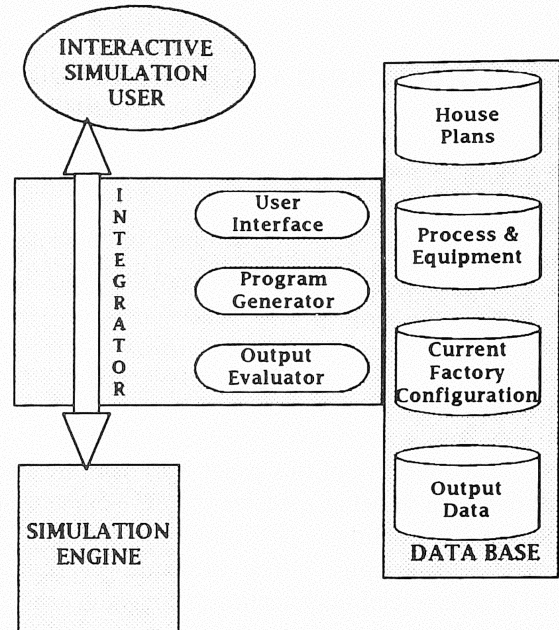 INTERACTIVE
SIMULATION
USER
INTEGRATOR
User
Interface
Program
Generator
Output
Evaluator
SIMULATION
ENGINE
House
Plans
Process &
Equipment
Current
Factory
Configuration
Output
Data
DATA BASE